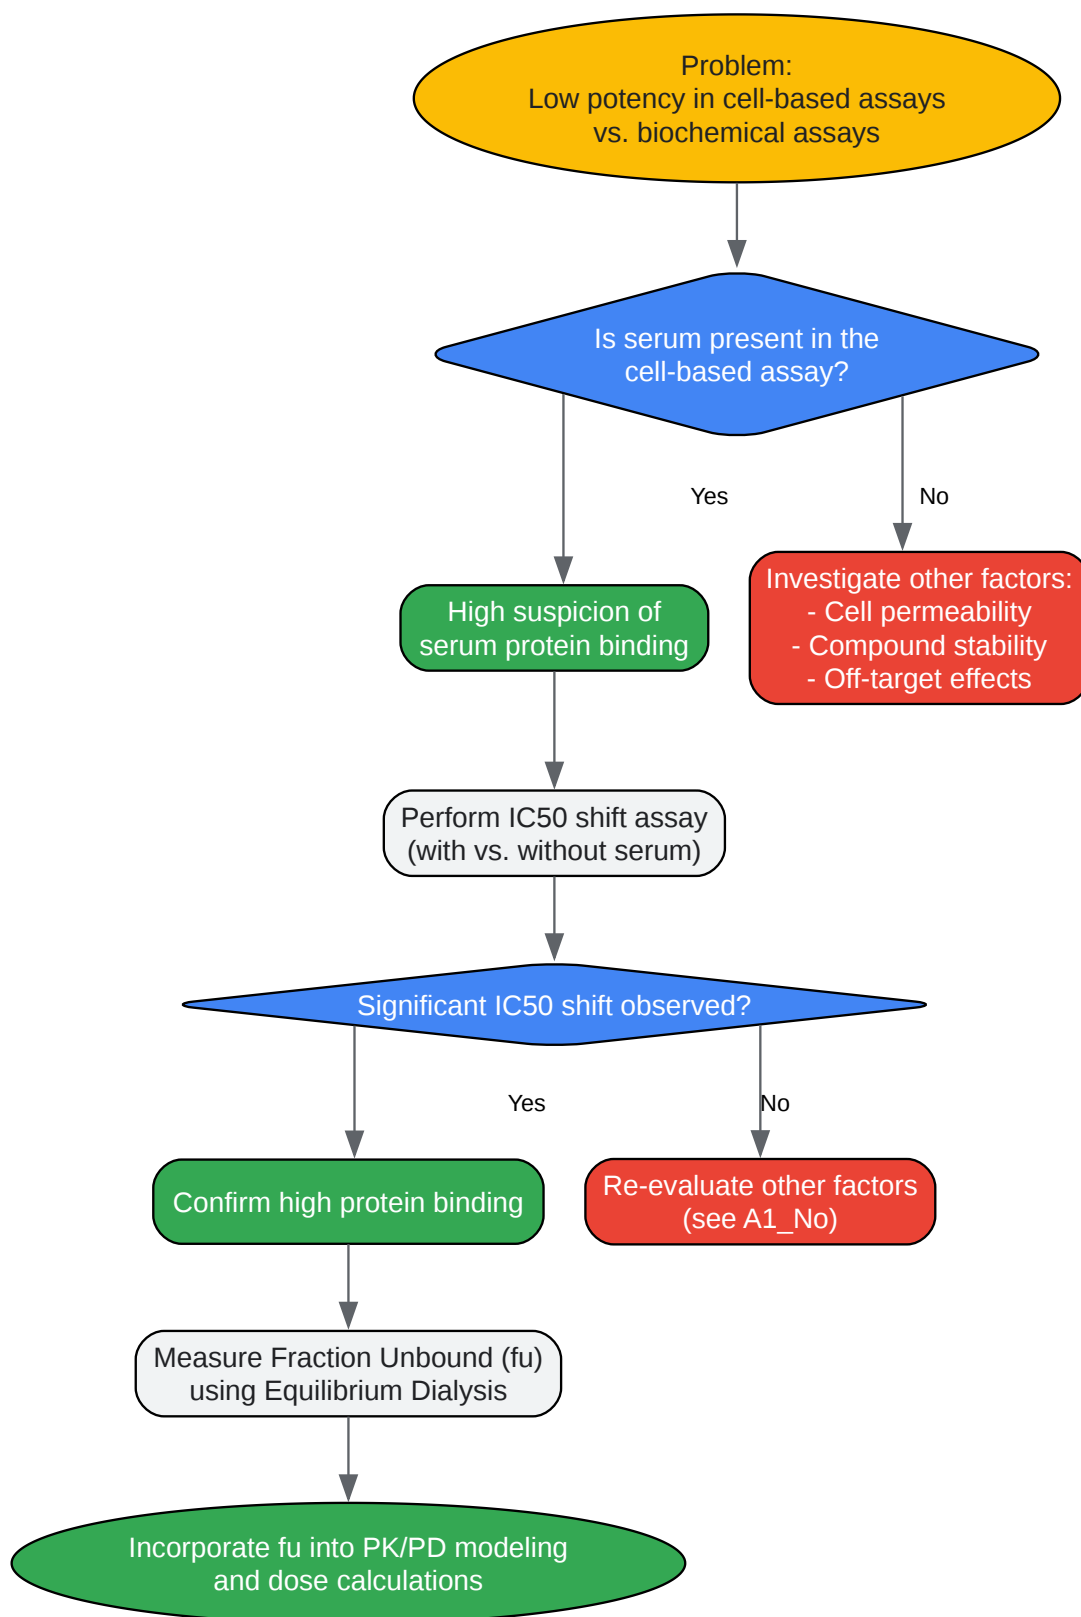 Problem:
Low potency in cell-based assays
vs. biochemical assays
Is serum present in the
cell-based assay?
Yes
No
High suspicion of
serum protein binding
Investigate other factors:
- Cell permeability
- Compound stability
- Off-target effects
Perform IC50 shift assay
(with vs. without serum)
Significant IC50 shift observed?
Yes
No
Confirm high protein binding
Re-evaluate other factors
(see A1_No)
Measure Fraction Unbound (fu)
using Equilibrium Dialysis
Incorporate fu into PK/PD modeling
and dose calculations